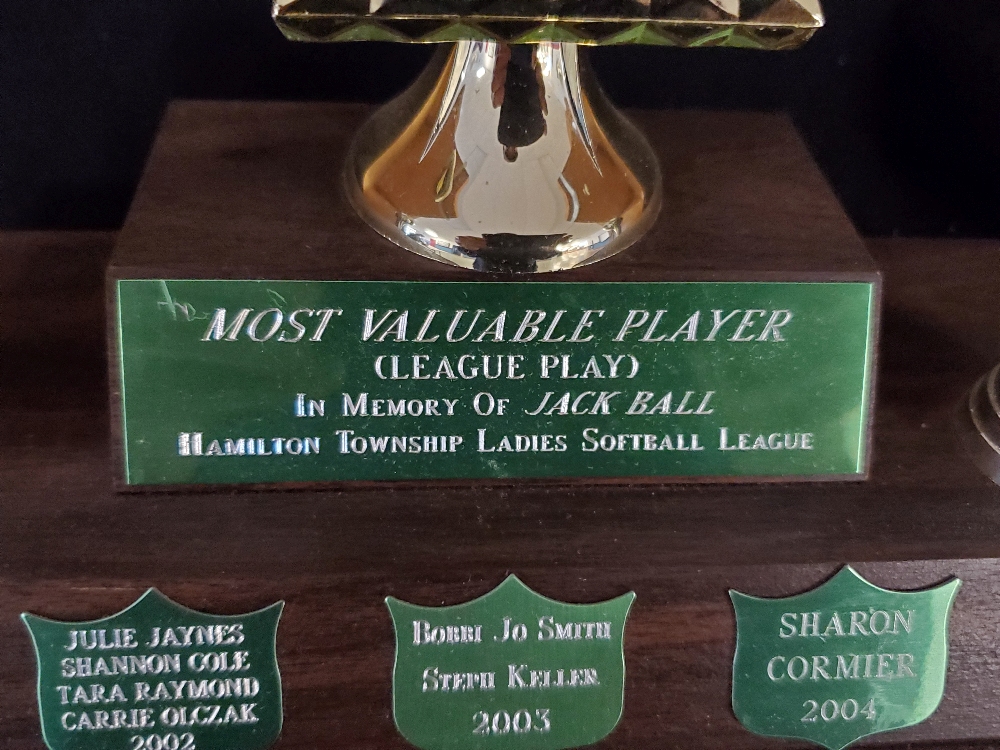 MOST VALUABLE PLAYER
(LEAGUE PLAY)
IN MEMORY OF JACK BALL
HAMILTON TOWNSHIP LADIES SOFTBALL LEAGUE
JULIE JAYNES
SHANNON COLE
TARA RAYMOND
CARRIE OLCZAK
2002
BOBBI JO SMITH
STEPH KELLER
2003
SHARON
CORMIER
2004